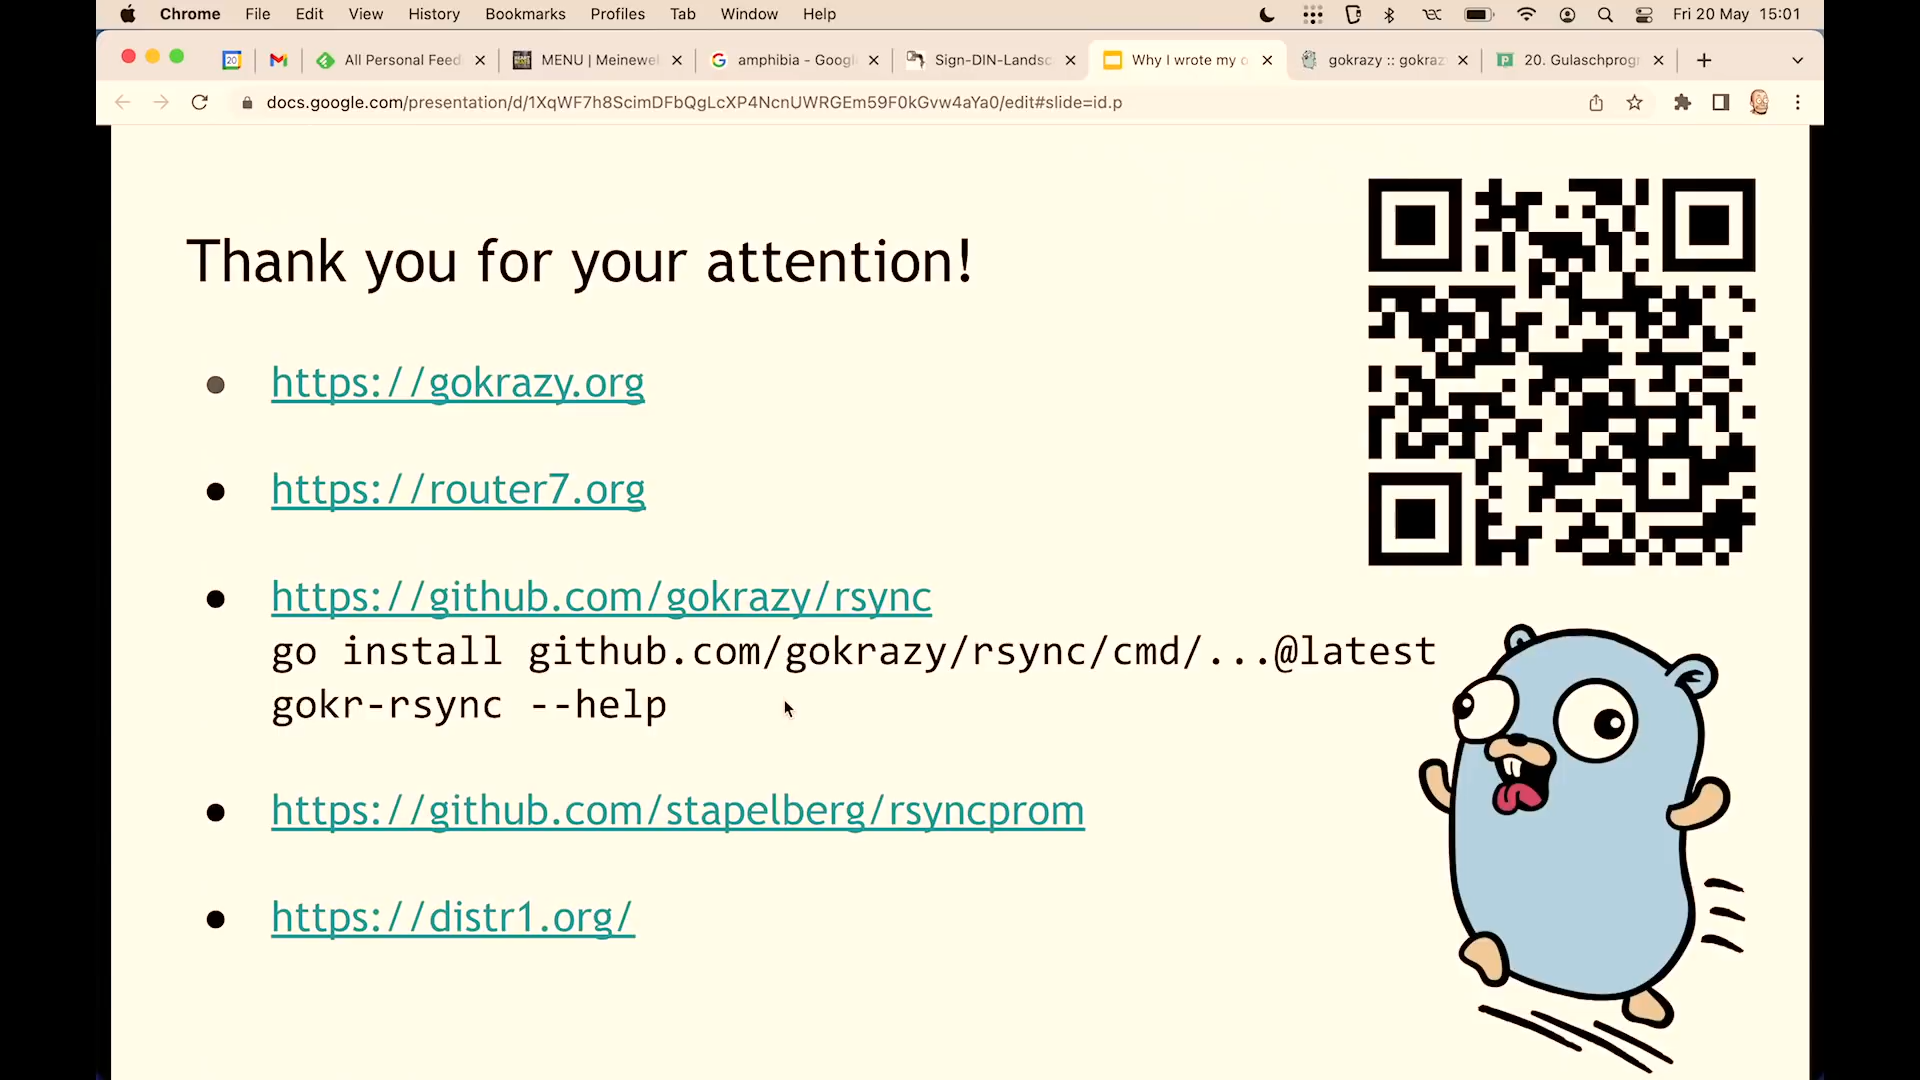 Chrome File Edit View History Bookmarks Profiles Tab Window Help Fri 20 May 15:01
20 All Personal Feed MENU | Meinewel amphibia - Googl Sign-DIN-Landsc Why I wrote my o gokrazy :: gokraz 20. Gulaschprogr
docs.google.com/presentation/d/1XqWF7h8ScimDFbQgLcXP4NcnUWRGEm59F0kGvw4aYa0/edit#slide=id.p
Thank you for your attention!
https://gokrazy.org
https://router7.org
https://github.com/gokrazy/rsync
go install github.com/gokrazy/rsync/cmd/...@latest
gokr-rsync --help
https://github.com/stapelberg/rsyncprom
https://distr1.org/